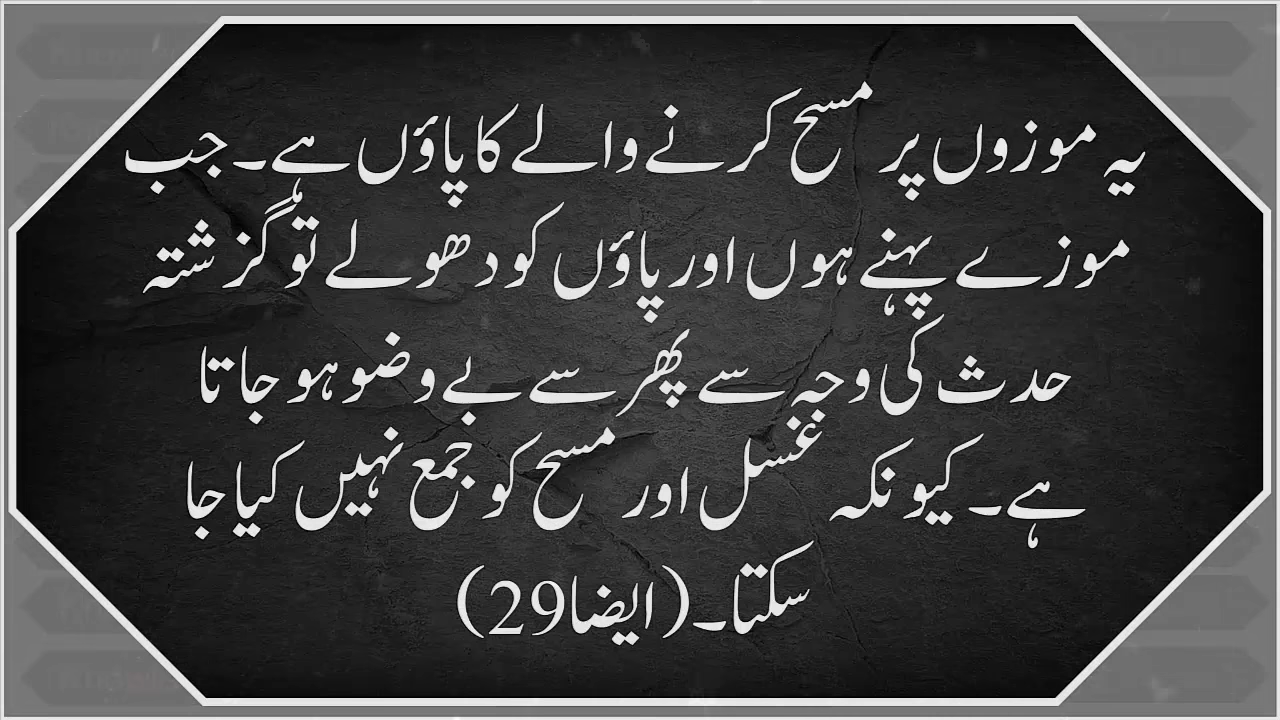 یہ موزوں پر مسح کرنے والے کا پاؤں ہے۔ جب
موزے پہنے ہوں اور پاؤں کو دھولے تو گزشتہ
حدث کی وجہ سے پھر سے بے وضو ہو جاتا
ہے۔ کیونکہ غسل اور مسح کو جمع نہیں کیا جا
سکتا۔ (ایضا29)